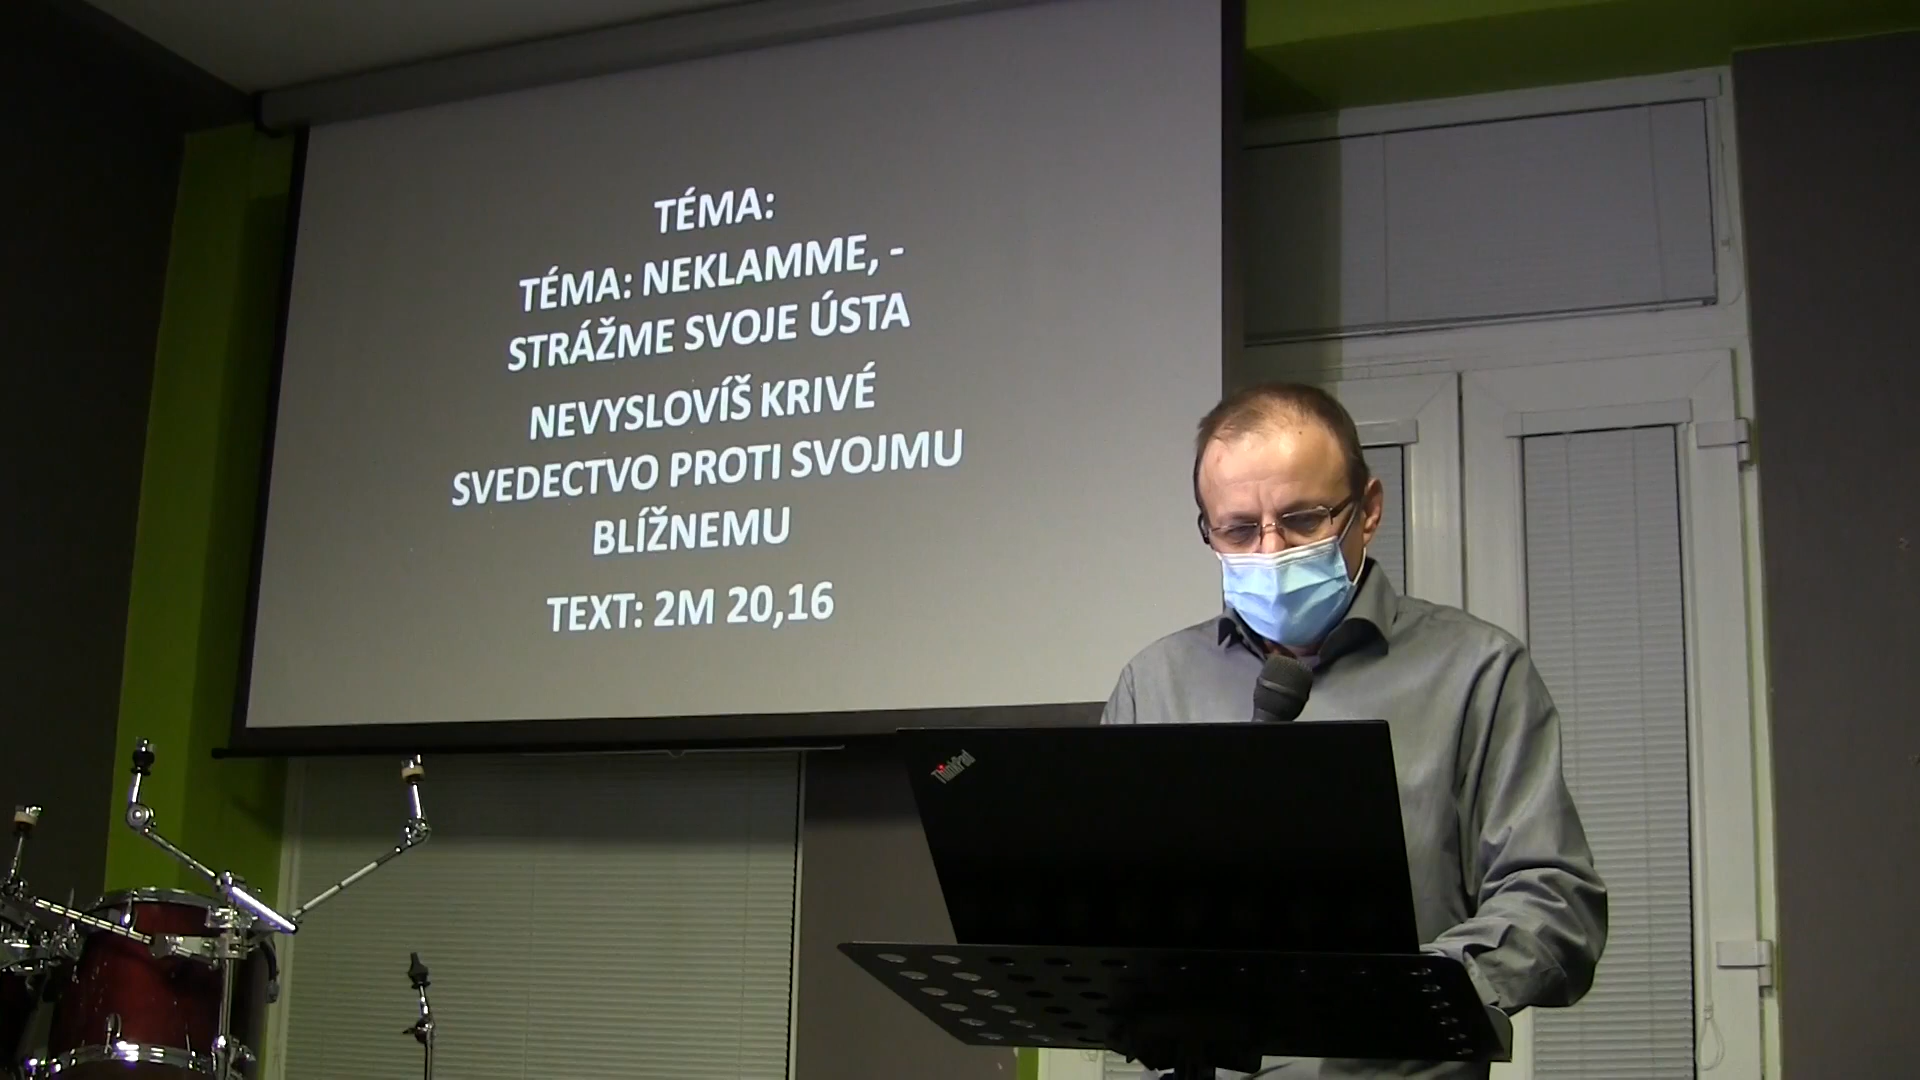 TÉMA:
TÉMA: NEKLAMME, -
STRÁŽME SVOJE ÚSTA
NEVYSLOVÍŠ KRIVÉ
SVEDECTVO PROTI SVOJMU
BLÍŽNEMU
TEXT: 2M 20,16
ThinkPad